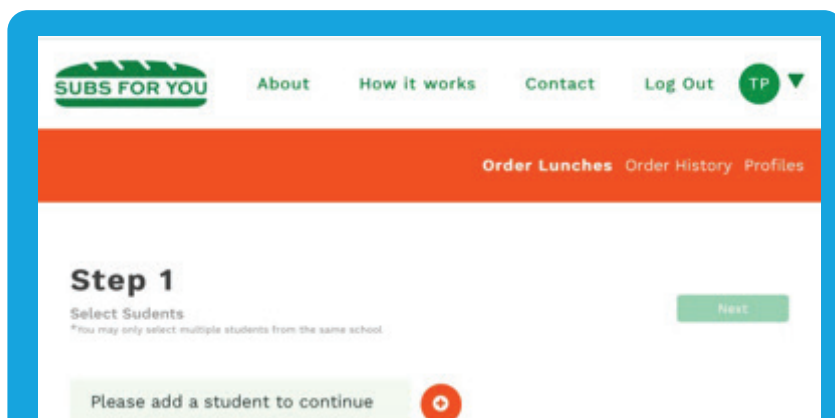 SUBS FOR YOU About How it works Contact Log Out TP
Order Lunches Order History Profiles
Step 1
Select Sudents
Next
*You may only select multiple students from the same school
Please add a student to continue